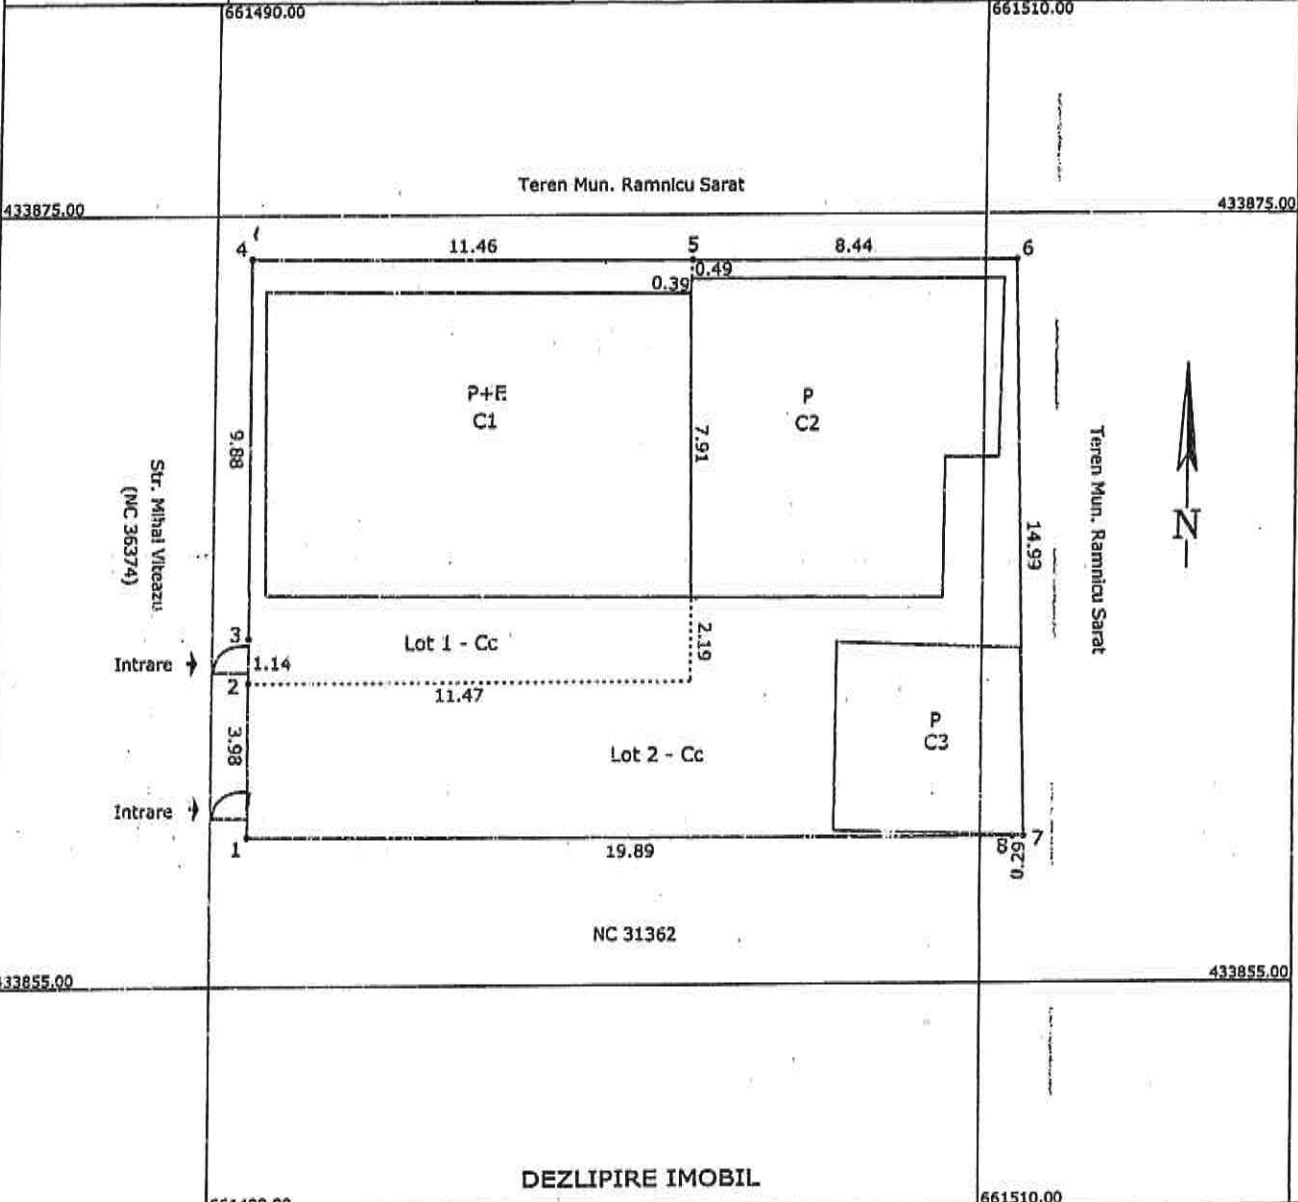 661490.00
661510.00
Teren Mun. Ramnicu Sarat
433875.00
433875.00
4
11.46
5
8.44
6
0.49
0.39
P+E
C1
P
C2
9.88
7.91
Str. Mihai Viteazu
(NC 36374)
Teren Mun. Ramnicu Sarat
N
14.99
3
Lot 1 - Cc
2.19
Intrare
1.14
2
11.47
3.98
Lot 2 - Cc
P
C3
Intrare
1
19.89
8
0.29
7
NC 31362
433855.00
DEZLIPIRE IMOBIL
661510.00